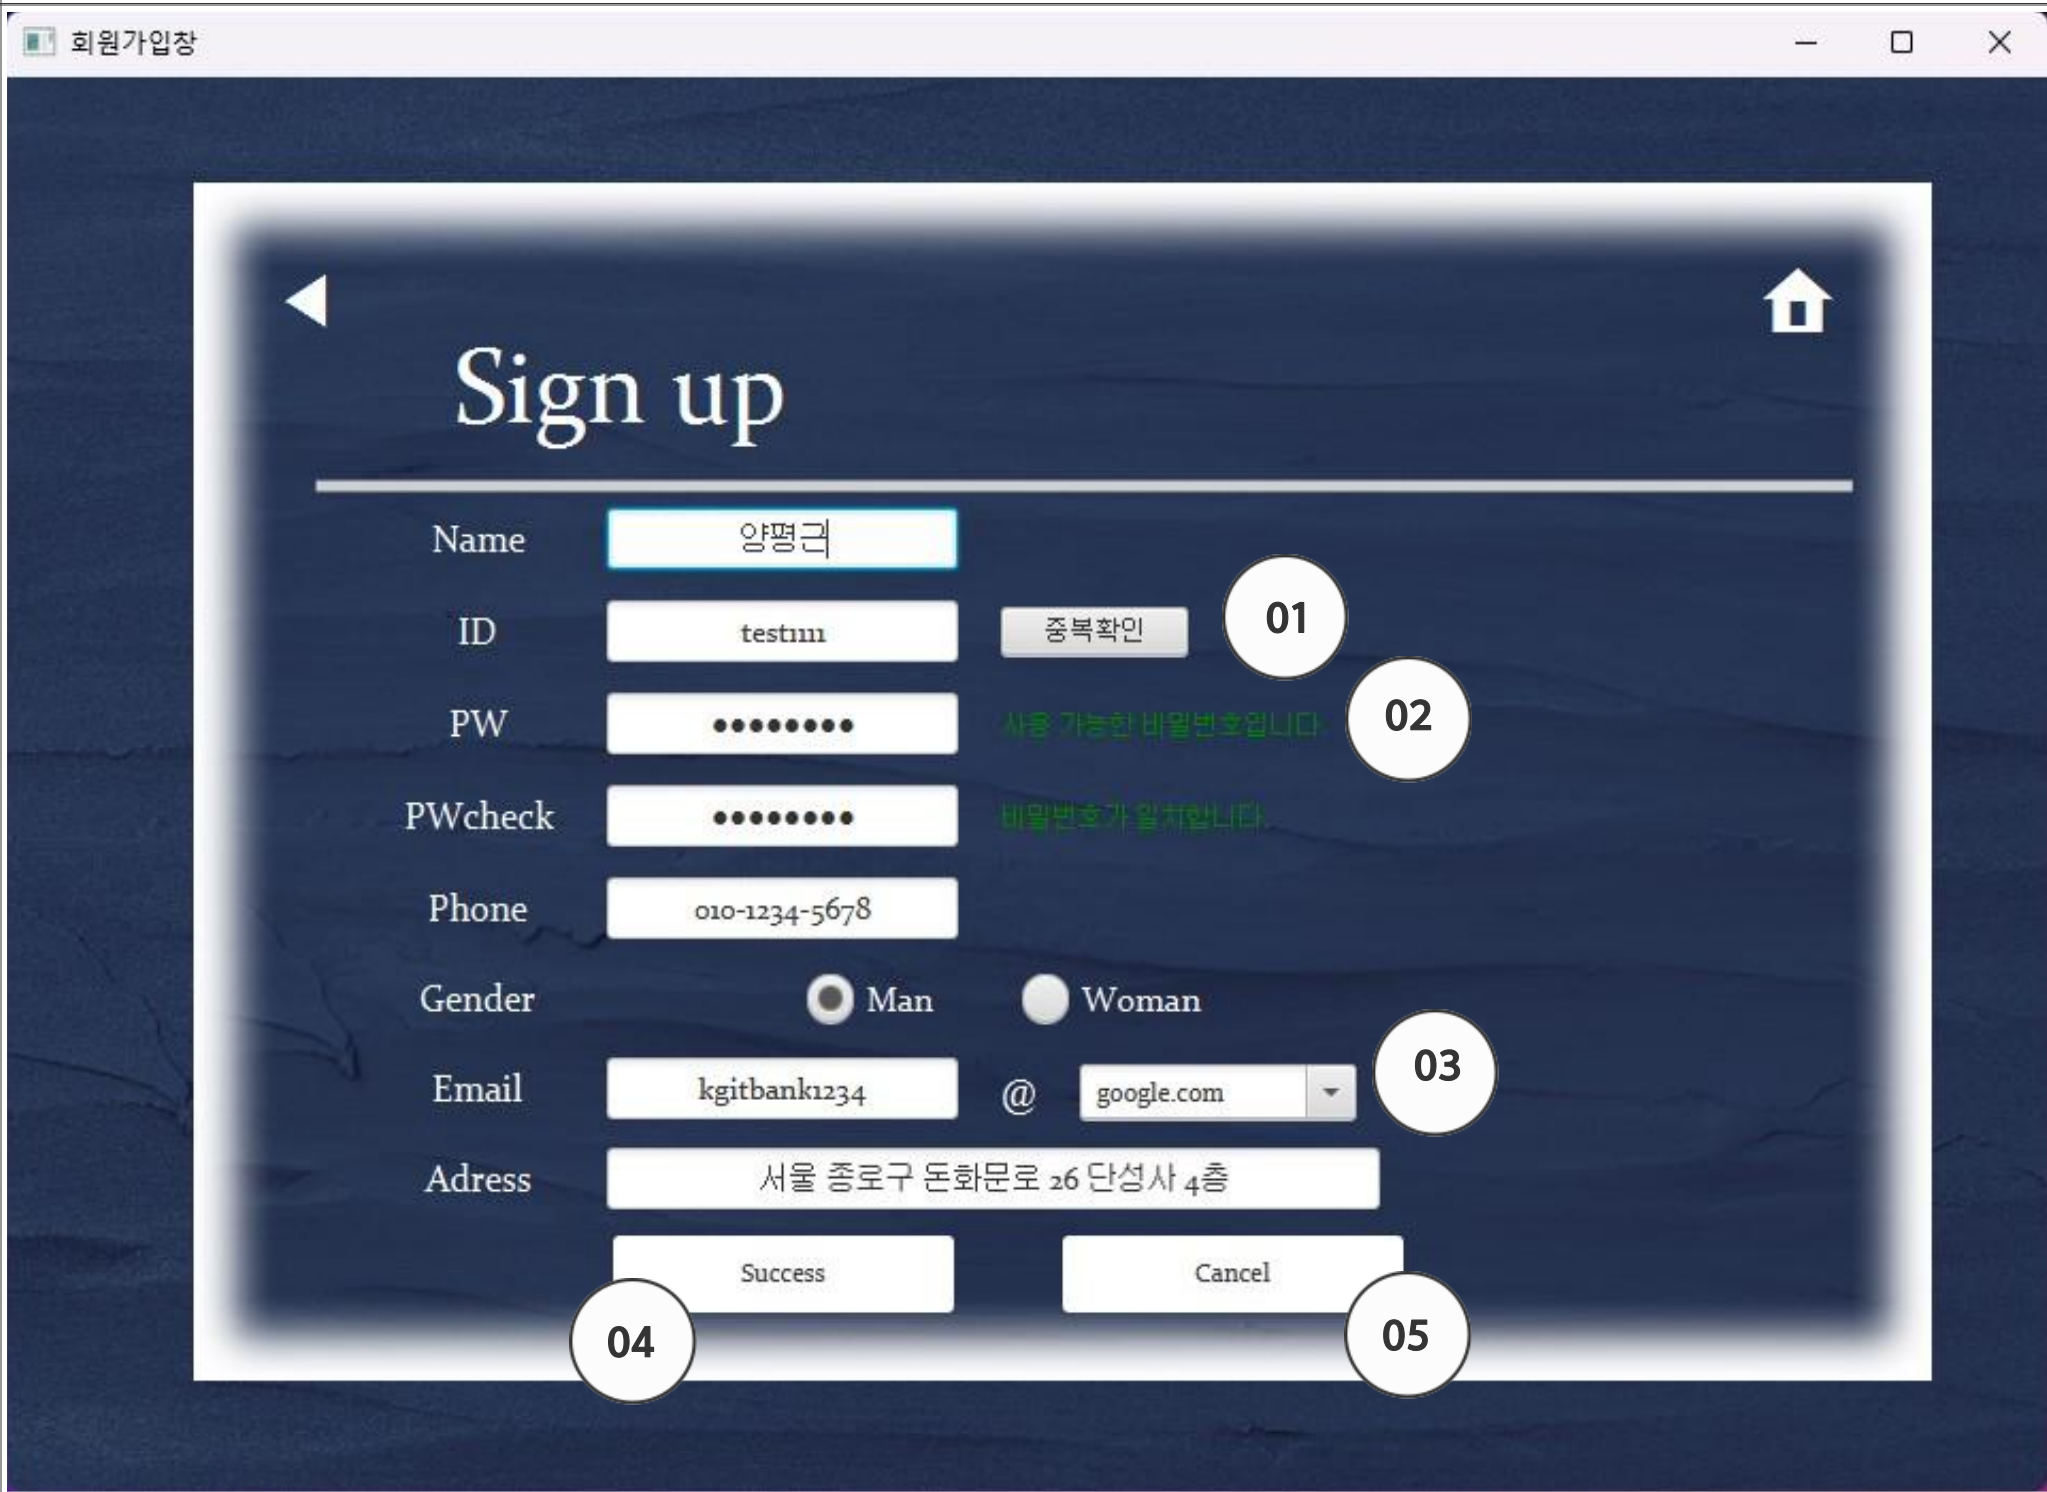 회원가입창
Sign up
Name 양평근
ID test1111 중복확인 01
PW ●●●●●●●● 사용 가능한 비밀번호입니다. 02
PWcheck ●●●●●●●● 비밀번호가 일치합니다.
Phone 010-1234-5678
Gender Man Woman
Email kgitbank1234 @ google.com 03
Adress 서울 종로구 돈화문로 26 단성사 4층
Success Cancel
04 05